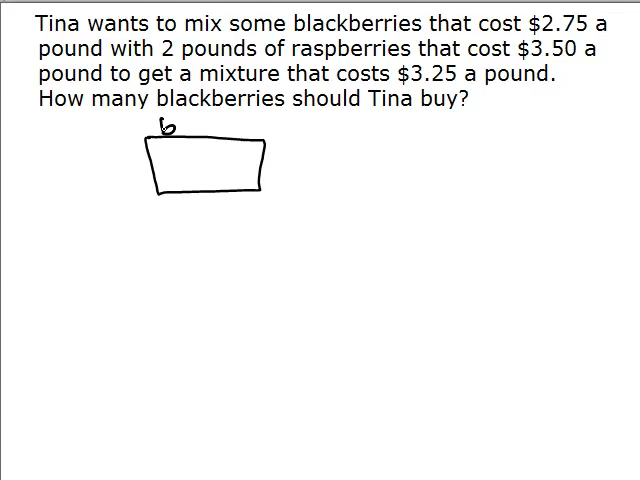 Tina wants to mix some blackberries that cost $2.75 a
pound with 2 pounds of raspberries that cost $3.50 a
pound to get a mixture that costs $3.25 a pound.
How many blackberries should Tina buy?
b